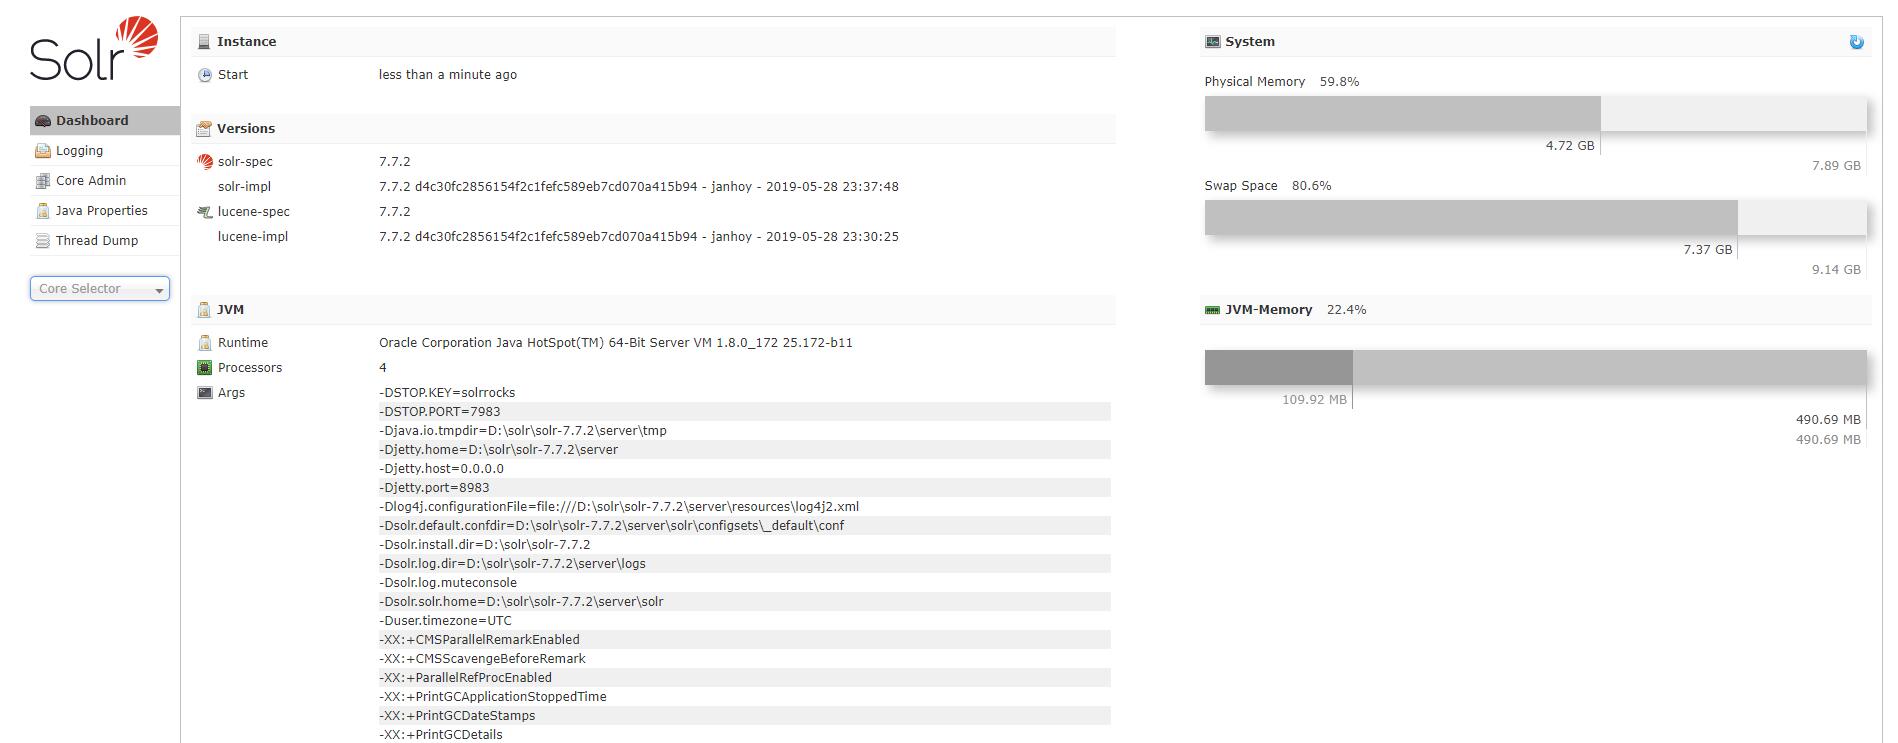 Solr
Dashboard
Logging
Core Admin
Java Properties
Thread Dump
Core Selector
Instance
Start less than a minute ago
Versions
solr-spec 7.7.2
solr-impl 7.7.2 d4c30fc2856154f2c1fefc589eb7cd070a415b94 - janhoy - 2019-05-28 23:37:48
lucene-spec 7.7.2
lucene-impl 7.7.2 d4c30fc2856154f2c1fefc589eb7cd070a415b94 - janhoy - 2019-05-28 23:30:25
JVM
Runtime Oracle Corporation Java HotSpot(TM) 64-Bit Server VM 1.8.0_172 25.172-b11
Processors 4
Args -DSTOP.KEY=solrrocks
-DSTOP.PORT=7983
-Djava.io.tmpdir=D:\solr\solr-7.7.2\server\tmp
-Djetty.home=D:\solr\solr-7.7.2\server
-Djetty.host=0.0.0.0
-Djetty.port=8983
-Dlog4j.configurationFile=file:///D:\solr\solr-7.7.2\server\resources\log4j2.xml
-Dsolr.default.confdir=D:\solr\solr-7.7.2\server\solr\configsets\_default\conf
-Dsolr.install.dir=D:\solr\solr-7.7.2
-Dsolr.log.dir=D:\solr\solr-7.7.2\server\logs
-Dsolr.log.muteconsole
-Dsolr.solr.home=D:\solr\solr-7.7.2\server\solr
-Duser.timezone=UTC
-XX:+CMSParallelRemarkEnabled
-XX:+CMSScavengeBeforeRemark
-XX:+ParallelRefProcEnabled
-XX:+PrintGCApplicationStoppedTime
-XX:+PrintGCDateStamps
-XX:+PrintGCDetails
System
Physical Memory 59.8%
4.72 GB
7.89 GB
Swap Space 80.6%
7.37 GB
9.14 GB
JVM-Memory 22.4%
109.92 MB
490.69 MB
490.69 MB